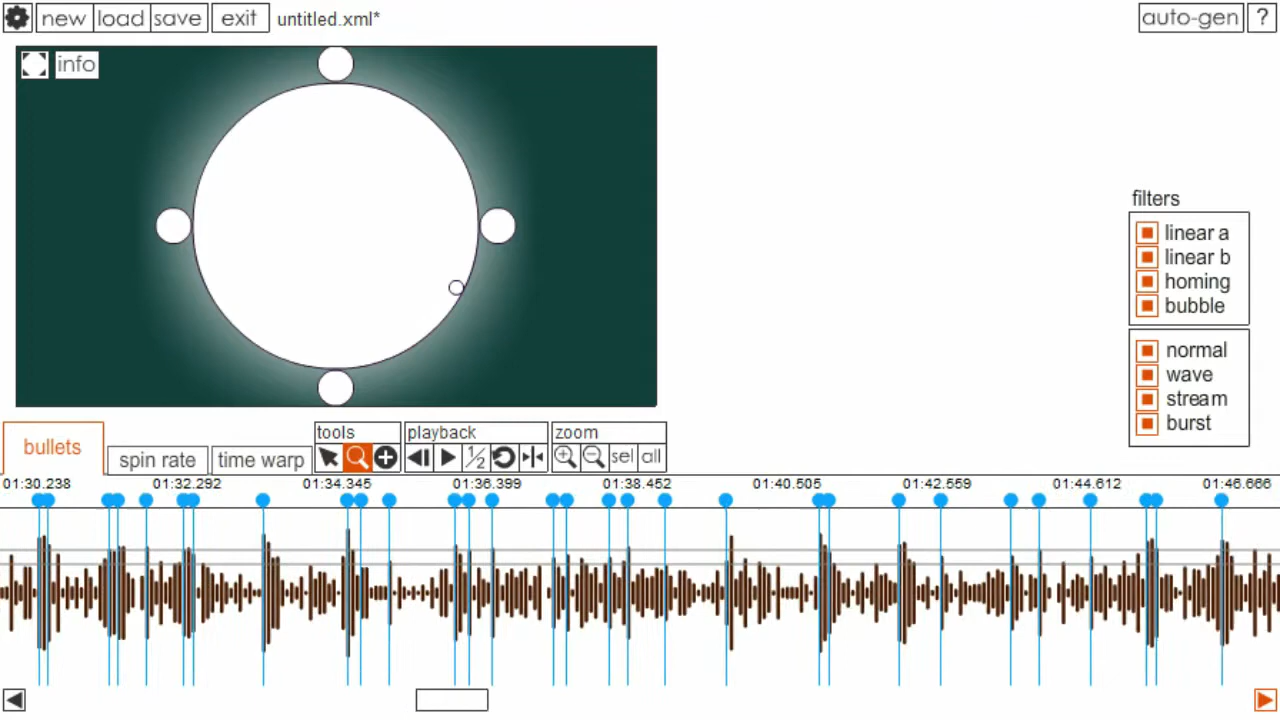 new load save exit untitled.xml* auto-gen ?
info
filters
linear a
linear b
homing
bubble
normal
wave
stream
burst
bullets spin rate time warp
tools playback zoom
1/2 sel all
01:30.238 01:32.292 01:34.345 01:36.399 01:38.452 01:40.505 01:42.559 01:44.612 01:46.666